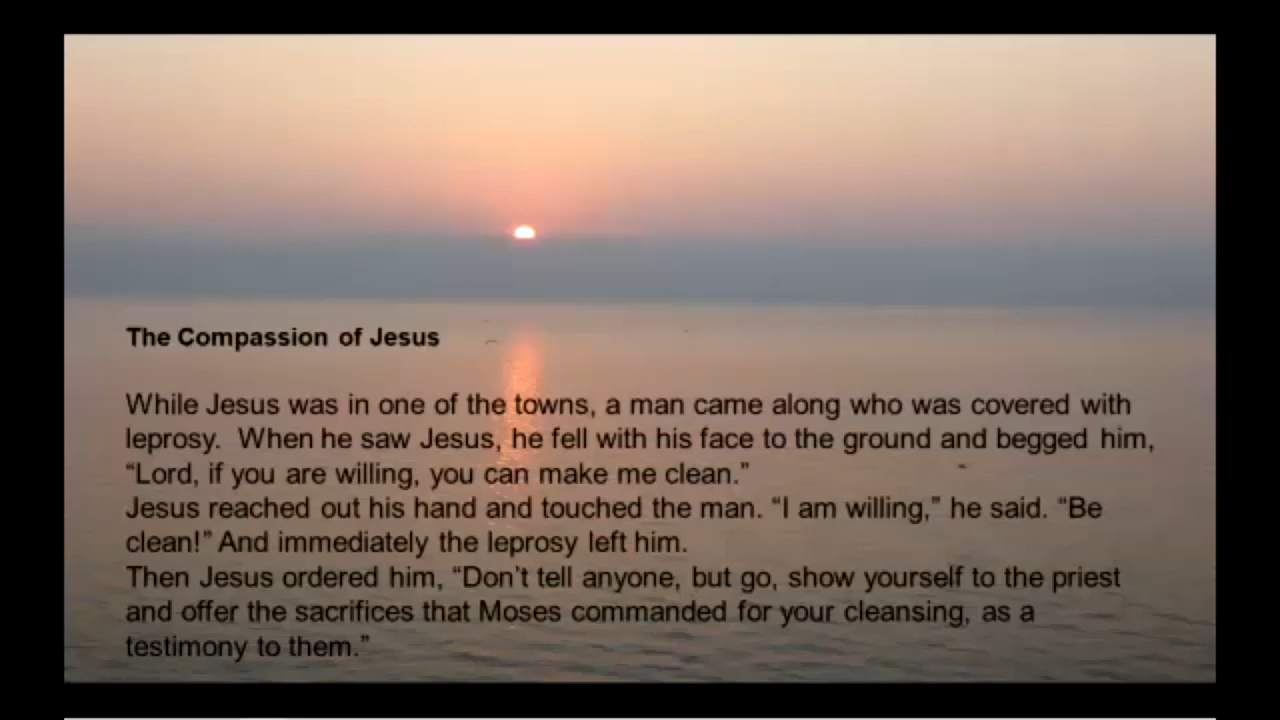 The Compassion of Jesus
While Jesus was in one of the towns, a man came along who was covered with
leprosy.  When he saw Jesus, he fell with his face to the ground and begged him,
“Lord, if you are willing, you can make me clean.”
Jesus reached out his hand and touched the man. “I am willing,” he said. “Be
clean!” And immediately the leprosy left him.
Then Jesus ordered him, “Don’t tell anyone, but go, show yourself to the priest
and offer the sacrifices that Moses commanded for your cleansing, as a
testimony to them.”